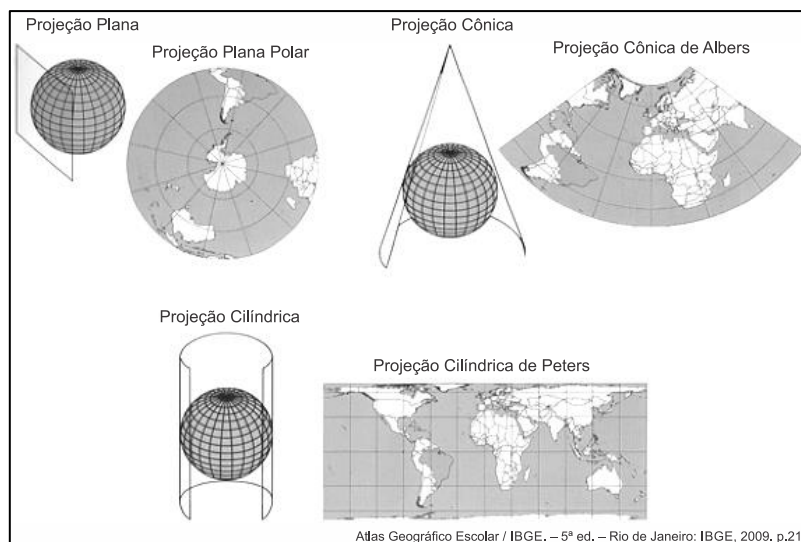 Projeção Plana
Projeção Plana Polar
Projeção Cônica
Projeção Cônica de Albers
Projeção Cilíndrica
Projeção Cilíndrica de Peters
Atlas Geográfico Escolar / IBGE. – 5ª ed. – Rio de Janeiro: IBGE, 2009. p.21